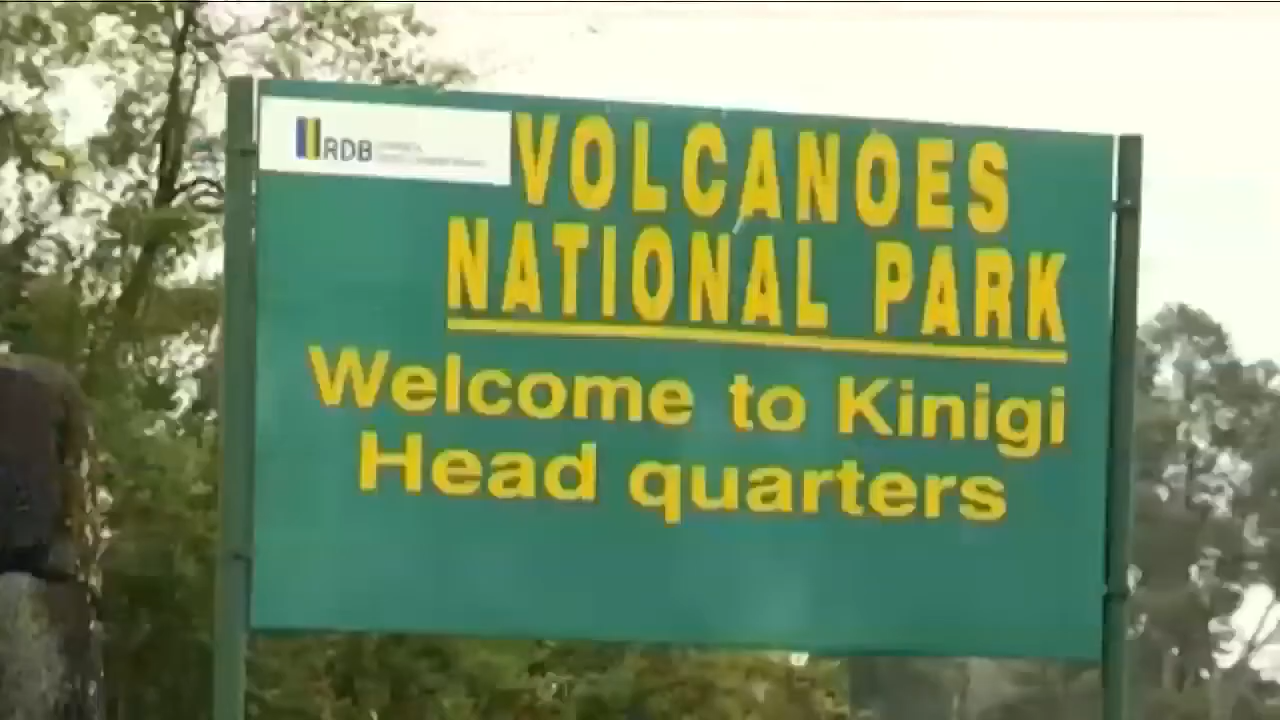 RDB
VOLCANOES
NATIONAL PARK
Welcome to Kinigi
Head quarters